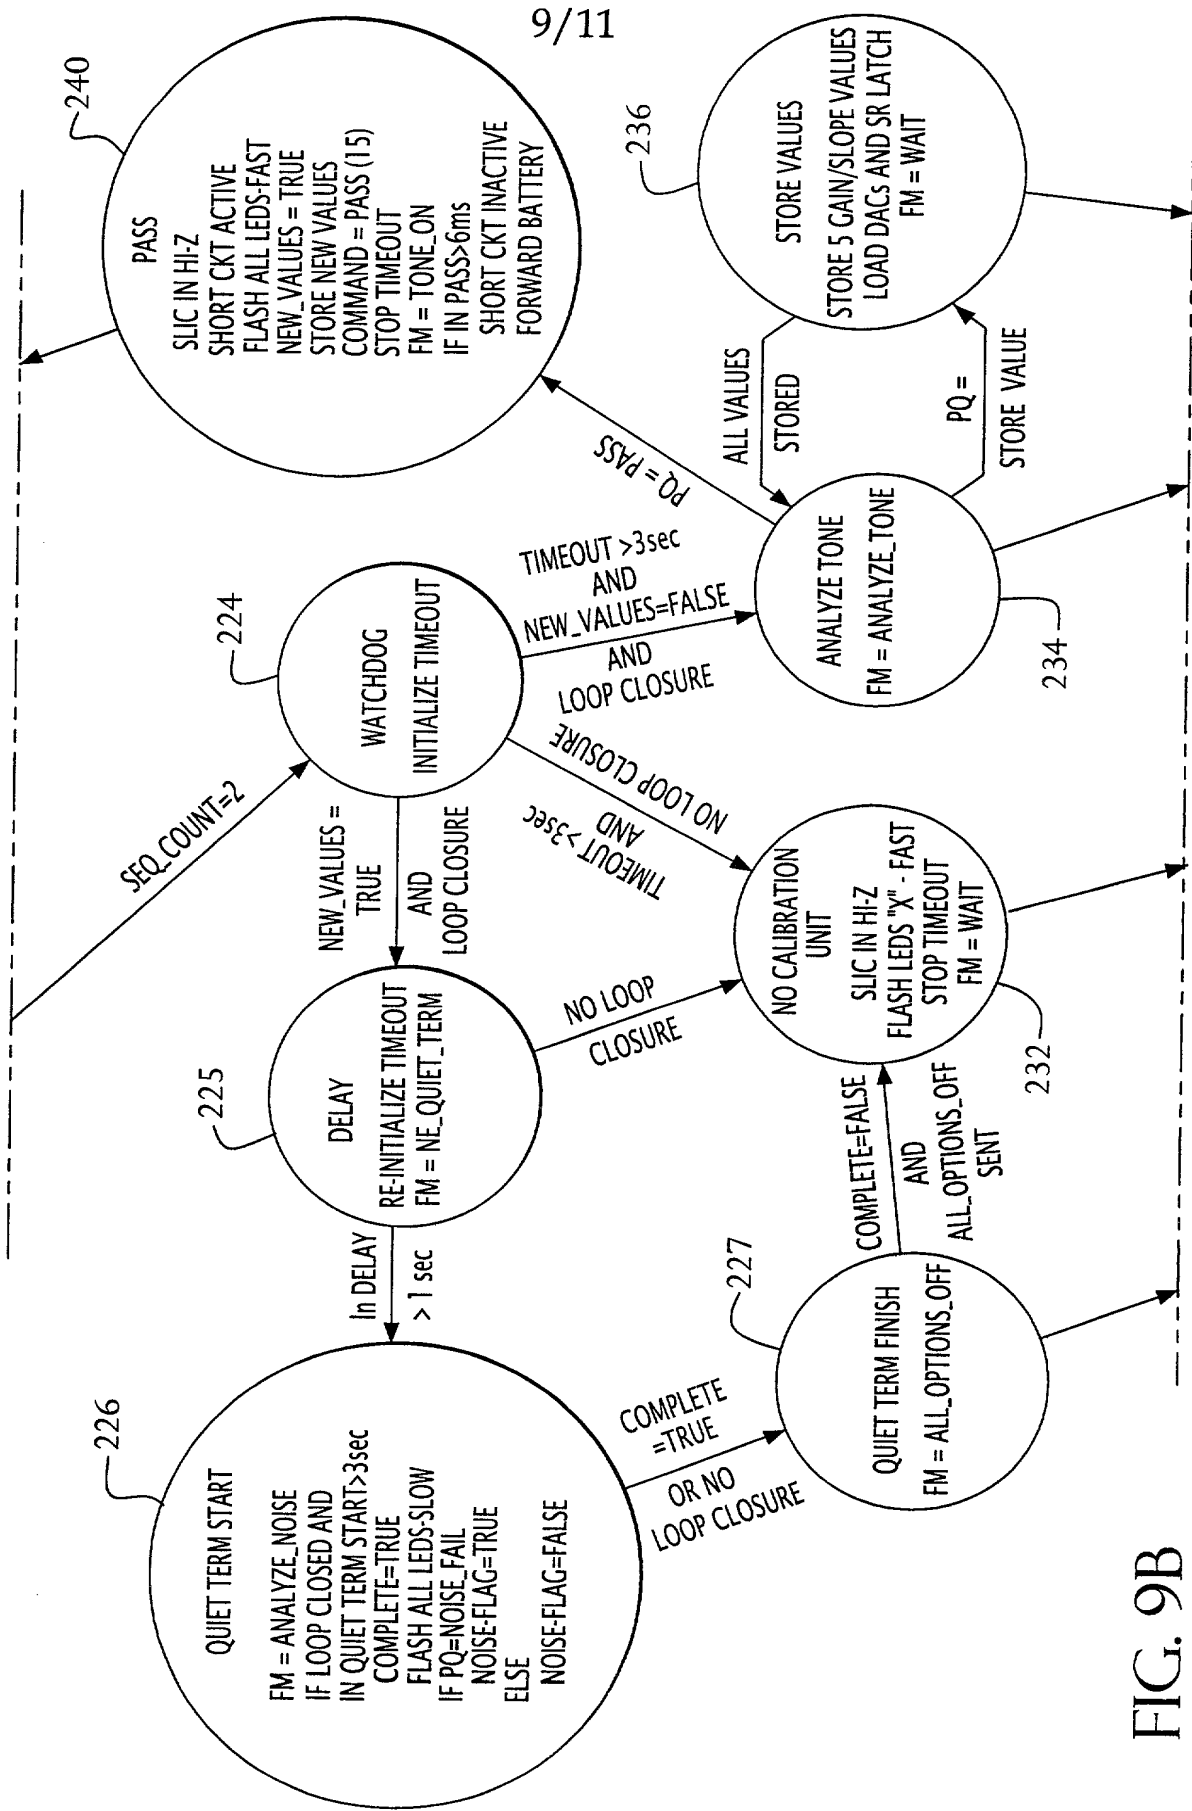 9/11
226
QUIET TERM START
FM = ANALYZE_NOISE
IF LOOP CLOSED AND
IN QUIET TERM START>3sec
COMPLETE=TRUE
FLASH ALL LEDS-SLOW
IF PQ=NOISE_FAIL
NOISE-FLAG=TRUE
ELSE
NOISE-FLAG=FALSE
In DELAY
> 1 sec
225
DELAY
RE-INITIALIZE TIMEOUT
FM = NE_QUIET_TERM
NEW_VALUES =
TRUE
AND
LOOP CLOSURE
SEQ_COUNT=2
224
WATCHDOG
INITIALIZE TIMEOUT
240
PASS
SLIC IN HI-Z
SHORT CKT ACTIVE
FLASH ALL LEDS-FAST
NEW_VALUES = TRUE
STORE NEW VALUES
COMMAND = PASS (15)
STOP TIMEOUT
FM = TONE_ON
IF IN PASS>6ms
SHORT CKT INACTIVE
FORWARD BATTERY
COMPLETE
=TRUE
OR NO
LOOP CLOSURE
NO LOOP
CLOSURE
NO LOOP CLOSURE
AND
TIMEOUT >3sec
TIMEOUT >3sec
AND
NEW_VALUES=FALSE
AND
LOOP CLOSURE
PQ = PASS
227
QUIET TERM FINISH
FM = ALL_OPTIONS_OFF
COMPLETE=FALSE
AND
ALL_OPTIONS_OFF
SENT
NO CALIBRATION
UNIT
SLIC IN HI-Z
FLASH LEDS "X" - FAST
STOP TIMEOUT
FM = WAIT
232
ANALYZE TONE
FM = ANALYZE_TONE
234
ALL VALUES
STORED
PQ =
STORE VALUE
236
STORE VALUES
STORE 5 GAIN/SLOPE VALUES
LOAD DACs AND SR LATCH
FM = WAIT
FIG. 9B